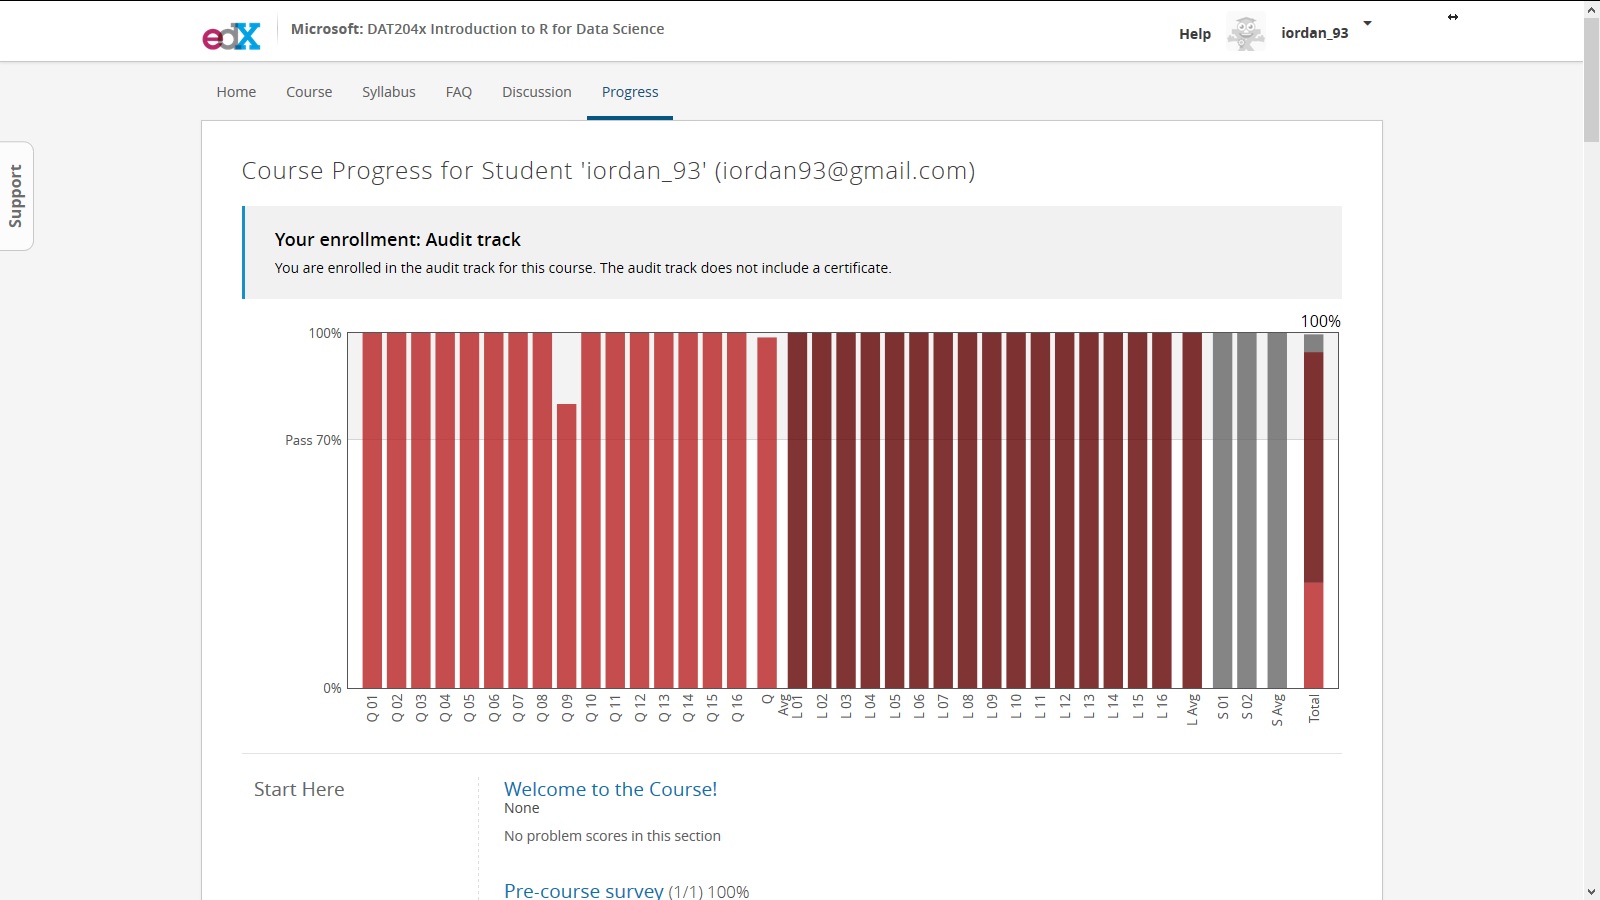 edX
Microsoft: DAT204x Introduction to R for Data Science
Help
iordan_93
Home
Course
Syllabus
FAQ
Discussion
Progress
Support
Course Progress for Student 'iordan_93' (iordan93@gmail.com)
Your enrollment: Audit track
You are enrolled in the audit track for this course. The audit track does not include a certificate.
100%
100%
Pass 70%
0%
Q 01
Q 02
Q 03
Q 04
Q 05
Q 06
Q 07
Q 08
Q 09
Q 10
Q 11
Q 12
Q 13
Q 14
Q 15
Q 16
Q
Avg
L 01
L 02
L 03
L 04
L 05
L 06
L 07
L 08
L 09
L 10
L 11
L 12
L 13
L 14
L 15
L 16
L Avg
S 01
S 02
S Avg
Total
Start Here
Welcome to the Course!
None
No problem scores in this section
Pre-course survey (1/1) 100%